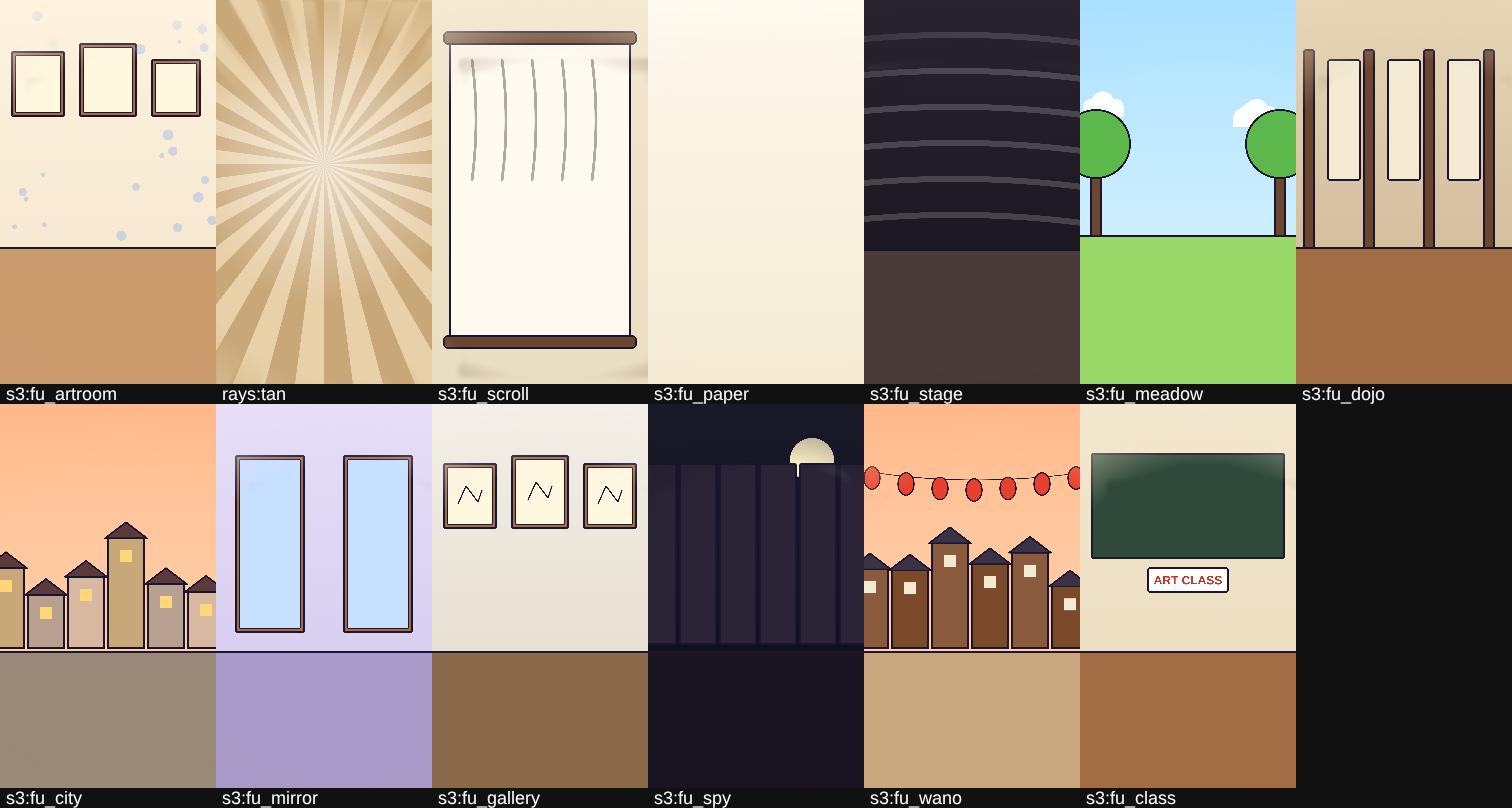 s3:fu_artroom
rays:tan
s3:fu_scroll
s3:fu_paper
s3:fu_stage
s3:fu_meadow
s3:fu_dojo
ART CLASS
s3:fu_city
s3:fu_mirror
s3:fu_gallery
s3:fu_spy
s3:fu_wano
s3:fu_class